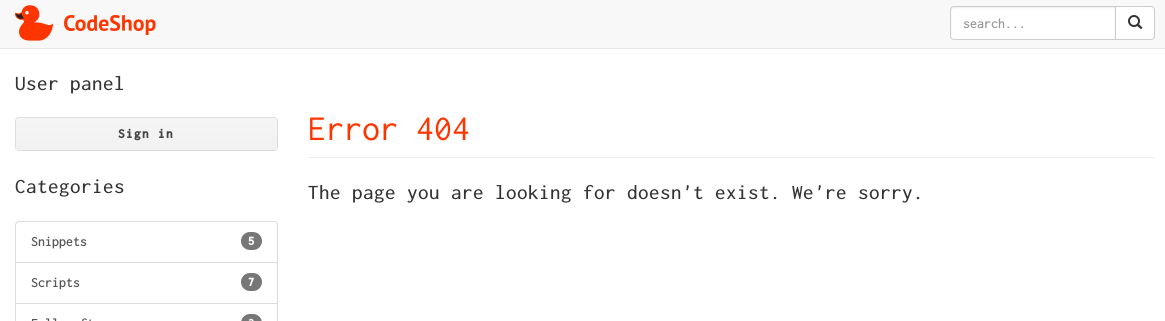 CodeShop
search...
User panel
Sign in
Error 404
The page you are looking for doesn't exist. We're sorry.
Categories
Snippets 5
Scripts 7